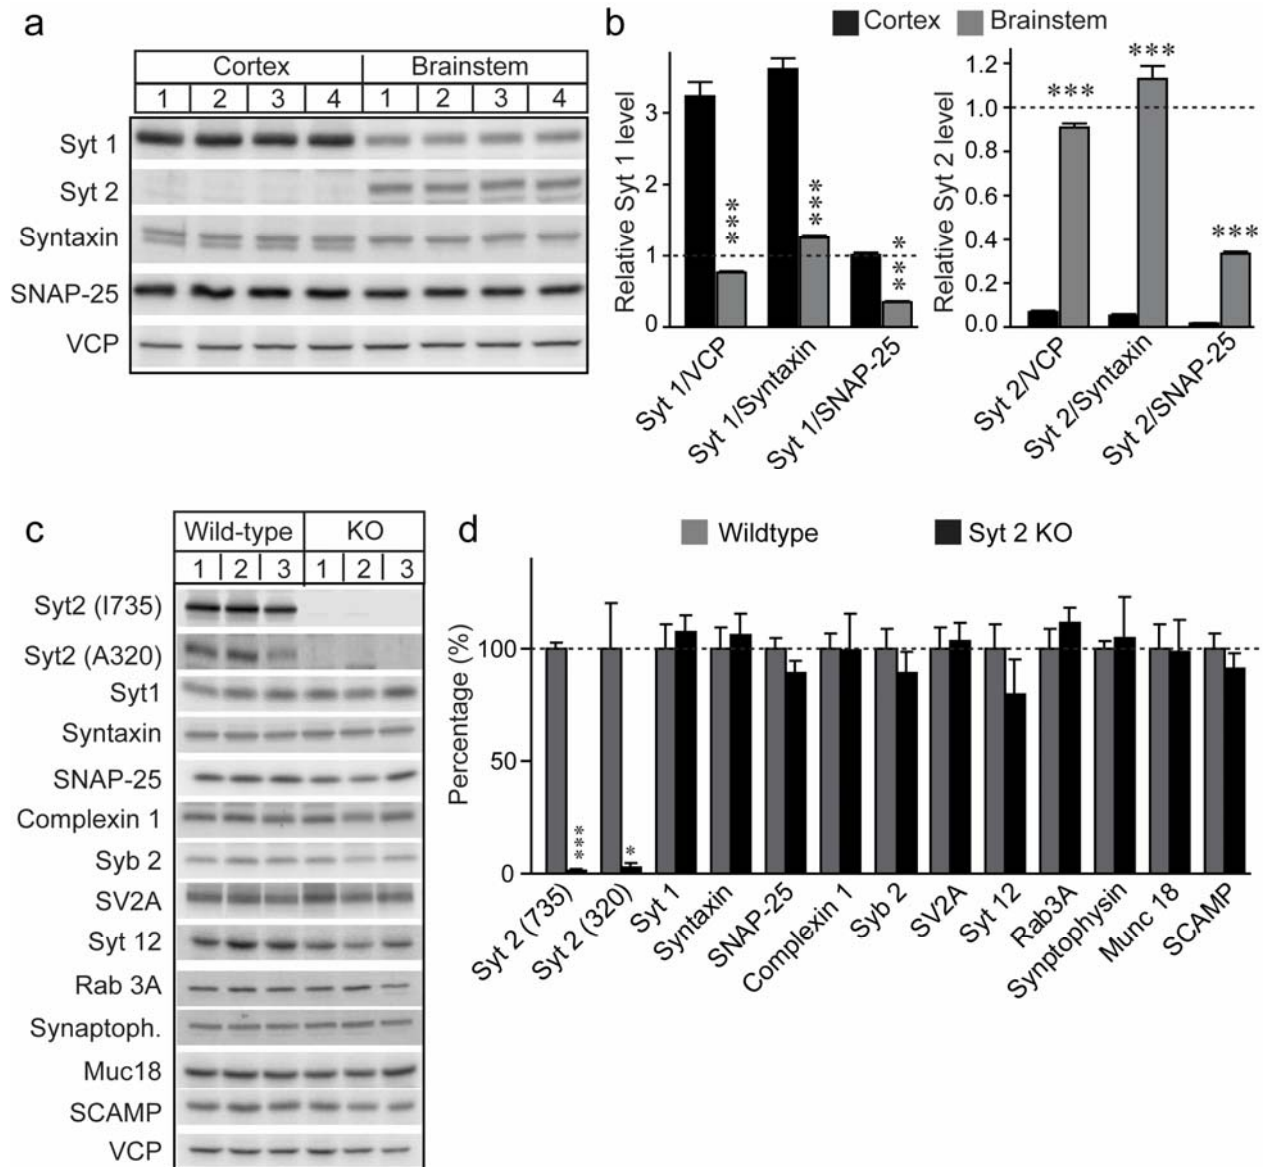 a
Cortex Brainstem
1 2 3 4 1 2 3 4
Syt 1
Syt 2
Syntaxin
SNAP-25
VCP
b
Cortex Brainstem
Relative Syt 1 level
3
3
1
0
***
***
***
Syt 1/VCP
Syt 1/Syntaxin
Syt 1/SNAP-25
Relative Syt 2 level
1.2
1.0
0.8
0.6
0.4
0.2
0.0
***
***
***
Syt 2/VCP
Syt 2/Syntaxin
Syt 2/SNAP-25
c
Wild-type KO
1 2 3 1 2 3
Syt2 (I735)
Syt2 (A320)
Syt1
Syntaxin
SNAP-25
Complexin 1
Syb 2
SV2A
Syt 12
Rab 3A
Synaptoph.
Muc18
SCAMP
VCP
d
Wildtype Syt 2 KO
Percentage (%)
100
50
0
***
*
Syt 2 (735)
Syt 2 (320)
Syt 1
Syntaxin
SNAP-25
Complexin 1
Syb 2
SV2A
Syt 12
Rab3A
Synptophysin
Munc 18
SCAMP